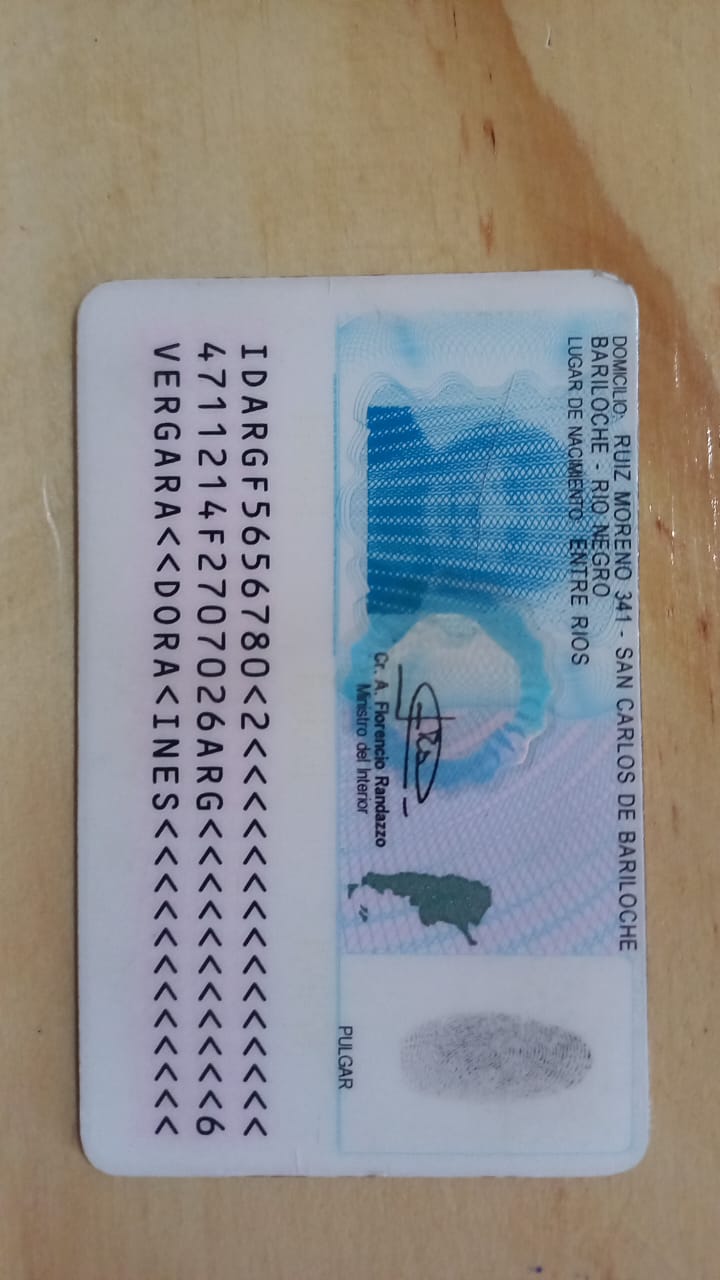 DOMICILIO: RUIZ MORENO 341 - SAN CARLOS DE BARILOCHE
BARILOCHE - RIO NEGRO
LUGAR DE NACIMIENTO: ENTRE RIOS
Cr. A. Florencio Randazzo
Ministro del Interior
PULGAR
IDARGF5656780<2<<<<<<<<<<<<<<<
4711214F2707026ARG<<<<<<<<<<<6
VERGARA<<DORA<INES<<<<<<<<<<<<